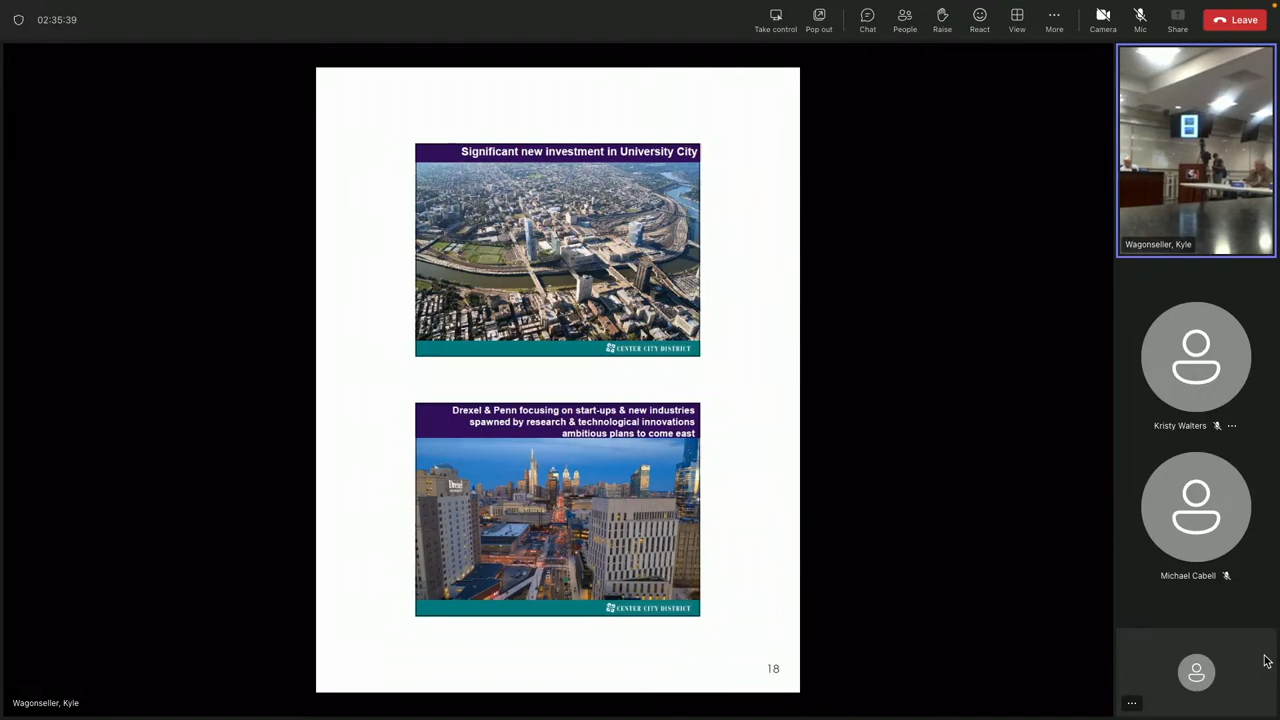 02:35:39
Take control
Pop out
Chat
People
Raise
React
View
More
Camera
Mic
Share
Leave
Significant new investment in University City
CENTER CITY DISTRICT
Drexel & Penn focusing on start-ups & new industries
spawned by research & technological innovations
ambitious plans to come east
Drexel
CENTER CITY DISTRICT
18
Wagonseller, Kyle
Kristy Walters
Michael Cabell
Wagonseller, Kyle